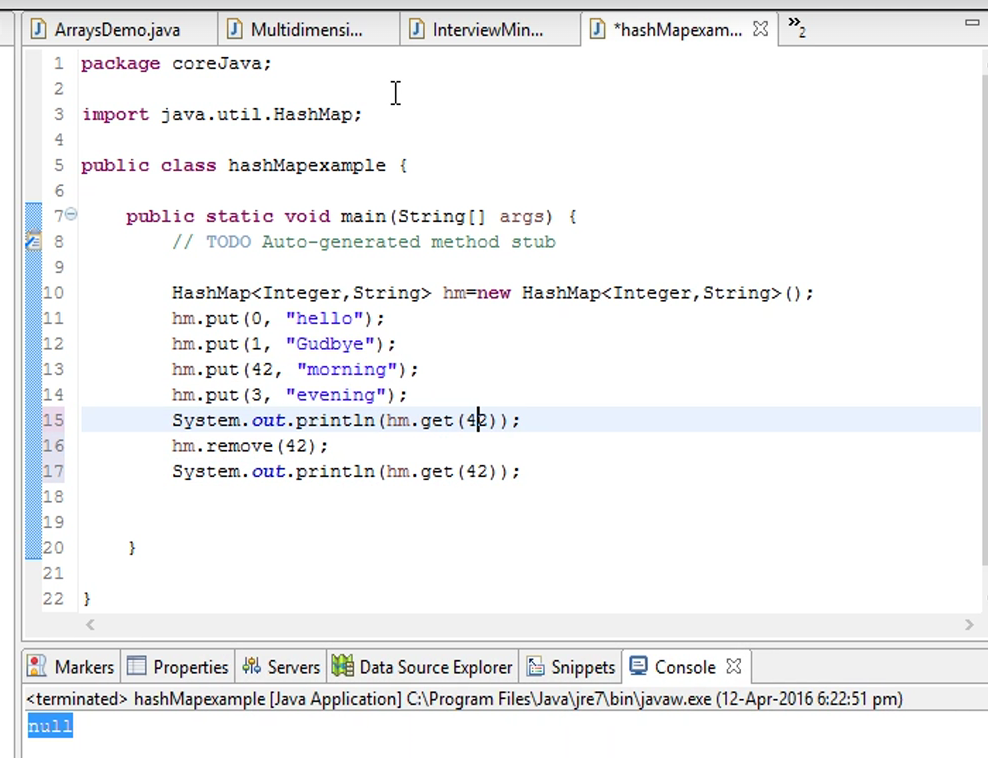 ArraysDemo.java Multidimensi... InterviewMin... *hashMapexam... »2
1 package coreJava;
2
3 import java.util.HashMap;
4
5 public class hashMapexample {
6
7 public static void main(String[] args) {
8 // TODO Auto-generated method stub
9
10 HashMap<Integer,String> hm=new HashMap<Integer,String>();
11 hm.put(0, "hello");
12 hm.put(1, "Gudbye");
13 hm.put(42, "morning");
14 hm.put(3, "evening");
15 System.out.println(hm.get(42));
16 hm.remove(42);
17 System.out.println(hm.get(42));
18
19
20 }
21
22 }
Markers Properties Servers Data Source Explorer Snippets Console
<terminated> hashMapexample [Java Application] C:\Program Files\Java\jre7\bin\javaw.exe (12-Apr-2016 6:22:51 pm)
null